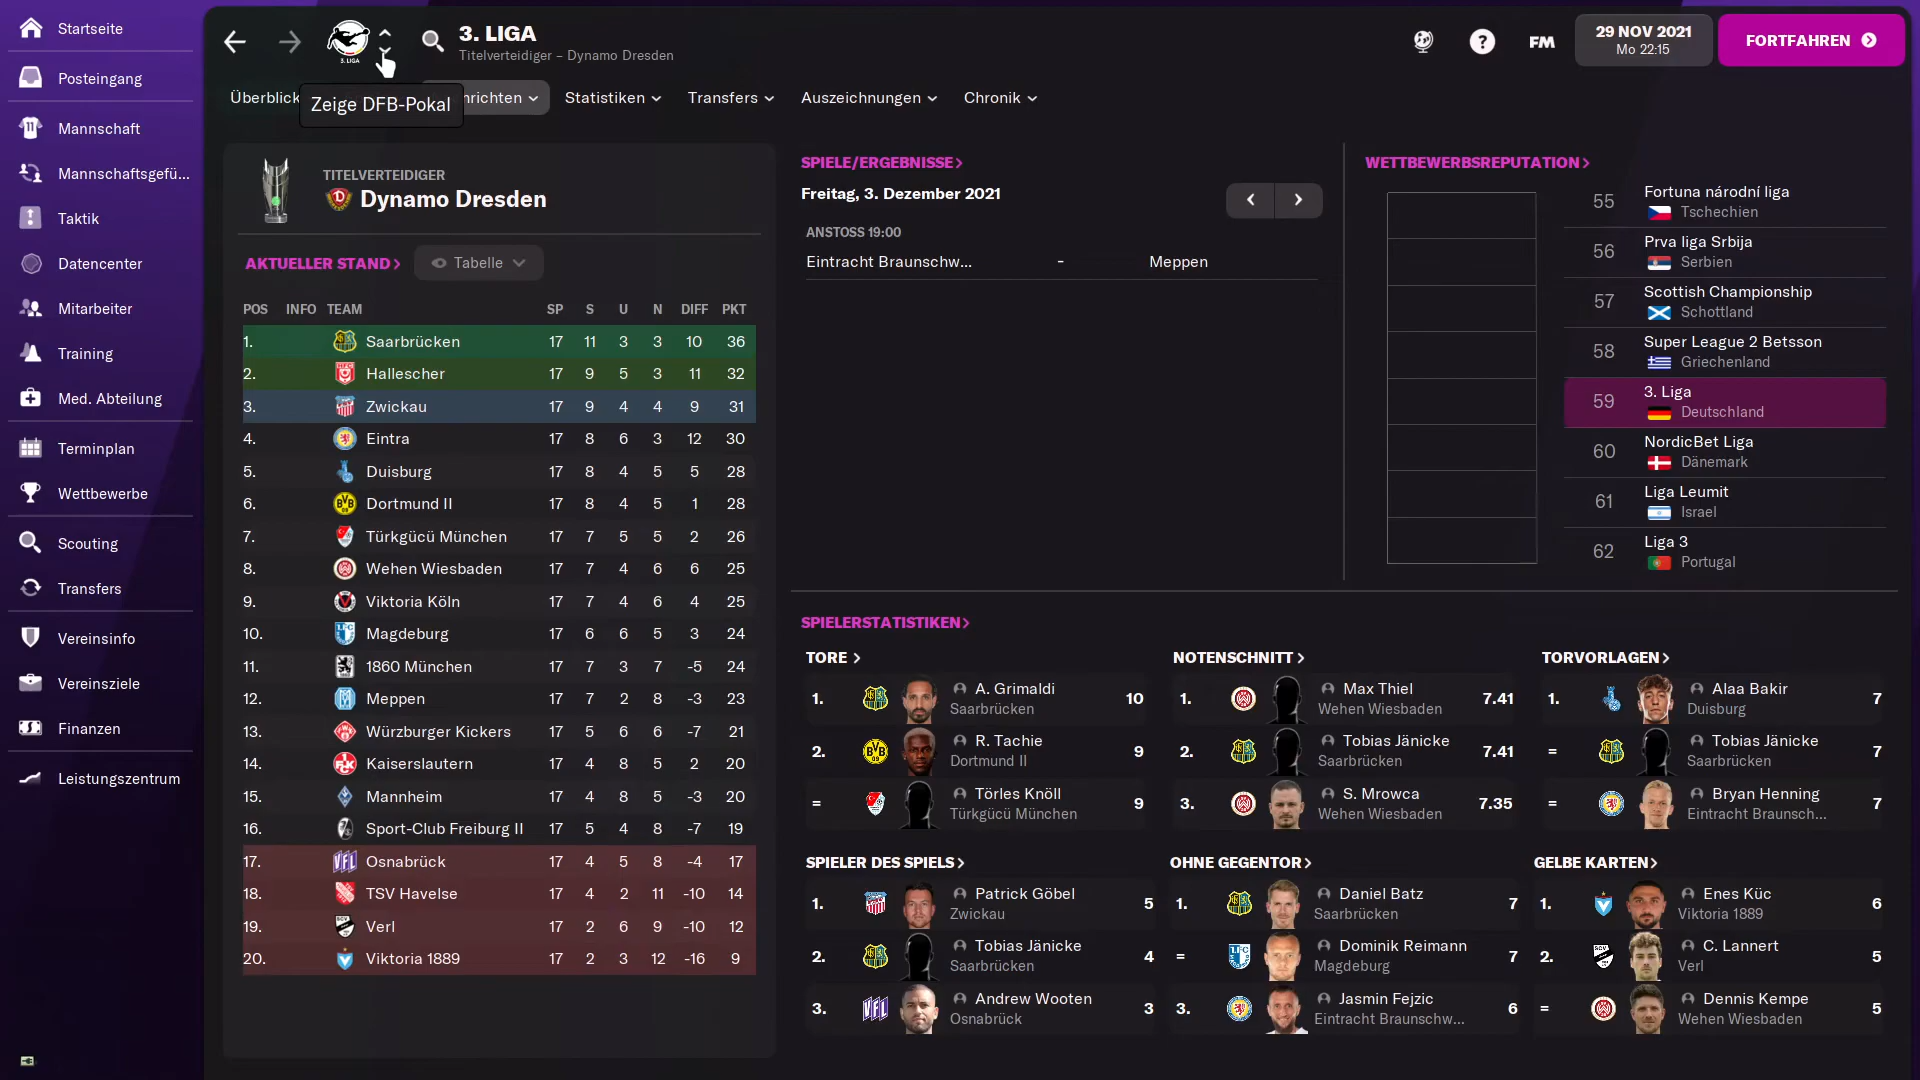 Startseite
Posteingang
Mannschaft
Mannschaftsgefü...
Taktik
Datencenter
Mitarbeiter
Training
Med. Abteilung
Terminplan
Wettbewerbe
Scouting
Transfers
Vereinsinfo
Vereinsziele
Finanzen
Leistungszentrum
3. LIGA
3. LIGA
Titelverteidiger – Dynamo Dresden
FM
29 NOV 2021
Mo 22:15
FORTFAHREN
Überblick
Zeige DFB-Pokal
hrichten
Statistiken
Transfers
Auszeichnungen
Chronik
TITELVERTEIDIGER
Dynamo Dresden
AKTUELLER STAND
Tabelle
POS INFO TEAM SP S U N DIFF PKT
1. Saarbrücken 17 11 3 3 10 36
2. Hallescher 17 9 5 3 11 32
3. Zwickau 17 9 4 4 9 31
4. Eintra 17 8 6 3 12 30
5. Duisburg 17 8 4 5 5 28
6. Dortmund II 17 8 4 5 1 28
7. Türkgücü München 17 7 5 5 2 26
8. Wehen Wiesbaden 17 7 4 6 6 25
9. Viktoria Köln 17 7 4 6 4 25
10. Magdeburg 17 6 6 5 3 24
11. 1860 München 17 7 3 7 -5 24
12. Meppen 17 7 2 8 -3 23
13. Würzburger Kickers 17 5 6 6 -7 21
14. Kaiserslautern 17 4 8 5 2 20
15. Mannheim 17 4 8 5 -3 20
16. Sport-Club Freiburg II 17 5 4 8 -7 19
17. Osnabrück 17 4 5 8 -4 17
18. TSV Havelse 17 4 2 11 -10 14
19. Verl 17 2 6 9 -10 12
20. Viktoria 1889 17 2 3 12 -16 9
SPIELE/ERGEBNISSE
Freitag, 3. Dezember 2021
ANSTOSS 19:00
Eintracht Braunschw... - Meppen
WETTBEWERBSREPUTATION
55 Fortuna národní liga
Tschechien
56 Prva liga Srbija
Serbien
57 Scottish Championship
Schottland
58 Super League 2 Betsson
Griechenland
59 3. Liga
Deutschland
60 NordicBet Liga
Dänemark
61 Liga Leumit
Israel
62 Liga 3
Portugal
SPIELERSTATISTIKEN
TORE
1. A. Grimaldi 10
Saarbrücken
2. R. Tachie 9
Dortmund II
= Törles Knöll 9
Türkgücü München
NOTENSCHNITT
1. Max Thiel 7.41
Wehen Wiesbaden
2. Tobias Jänicke 7.41
Saarbrücken
3. S. Mrowca 7.35
Wehen Wiesbaden
TORVORLAGEN
1. Alaa Bakir 7
Duisburg
= Tobias Jänicke 7
Saarbrücken
= Bryan Henning 7
Eintracht Braunsch...
SPIELER DES SPIELS
1. Patrick Göbel 5
Zwickau
2. Tobias Jänicke 4
Saarbrücken
3. Andrew Wooten 3
Osnabrück
OHNE GEGENTOR
1. Daniel Batz 7
Saarbrücken
= Dominik Reimann 7
Magdeburg
3. Jasmin Fejzic 6
Eintracht Braunschw...
GELBE KARTEN
1. Enes Küc 6
Viktoria 1889
2. C. Lannert 5
Verl
= Dennis Kempe 5
Wehen Wiesbaden